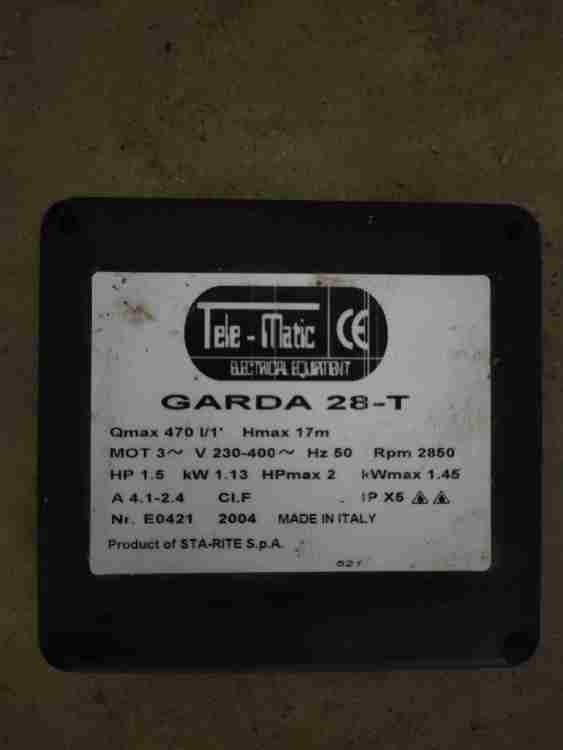 Tele - Matic CE
ELECTRICAL EQUIPMENT
GARDA 28-T
Qmax 470 l/1' Hmax 17m
MOT 3~ V 230-400~ Hz 50 Rpm 2850
HP 1.5 kW 1.13 HPmax 2 kWmax 1.45
A 4.1-2.4 Cl.F IP X5
Nr. E0421 2004 MADE IN ITALY
Product of STA-RITE S.p.A.
621